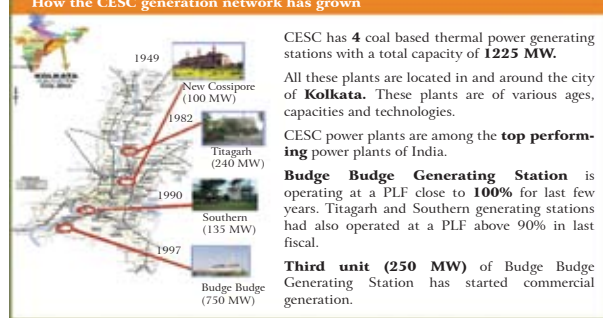 How the CESC generation network has grown
KOLKATA
1949
New Cossipore
(100 MW)
1982
Titagarh
(240 MW)
1990
Southern
(135 MW)
1997
Budge Budge
(750 MW)
CESC has 4 coal based thermal power generating
stations with a total capacity of 1225 MW.
All these plants are located in and around the city
of Kolkata. These plants are of various ages,
capacities and technologies.
CESC power plants are among the top perform-
ing power plants of India.
Budge Budge Generating Station is
operating at a PLF close to 100% for last few
years. Titagarh and Southern generating stations
had also operated at a PLF above 90% in last
fiscal.
Third unit (250 MW) of Budge Budge
Generating Station has started commercial
generation.